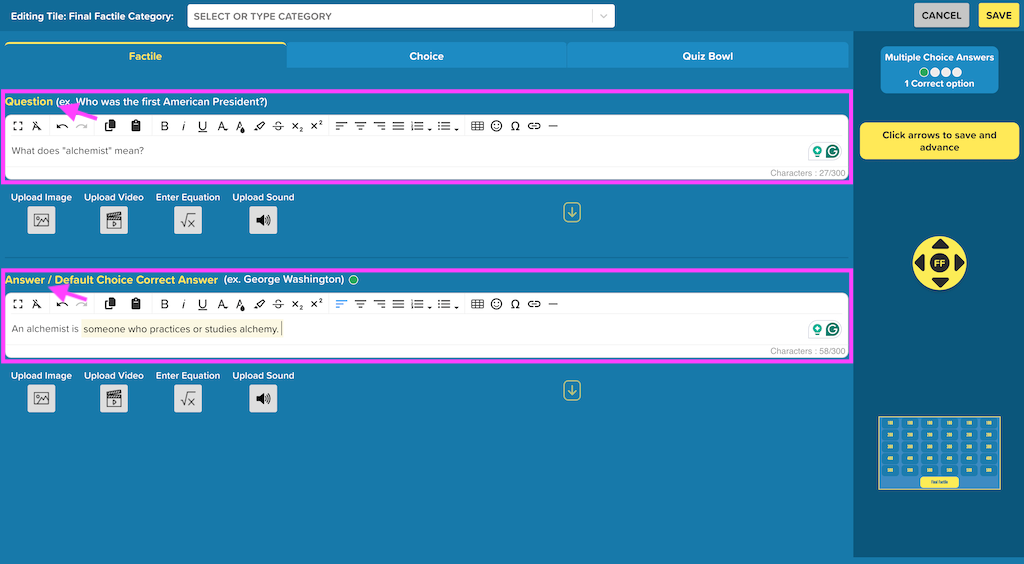 Editing Tile: Final Factile Category: SELECT OR TYPE CATEGORY CANCEL SAVE
Factile Choice Quiz Bowl
Multiple Choice Answers
1 Correct option
Question (ex. Who was the first American President?)
What does "alchemist" mean?
Characters : 27/300
Click arrows to save and
advance
Upload Image Upload Video Enter Equation Upload Sound
FF
Answer / Default Choice Correct Answer (ex. George Washington)
An alchemist is someone who practices or studies alchemy.
Characters : 58/300
Upload Image Upload Video Enter Equation Upload Sound
Final Factile